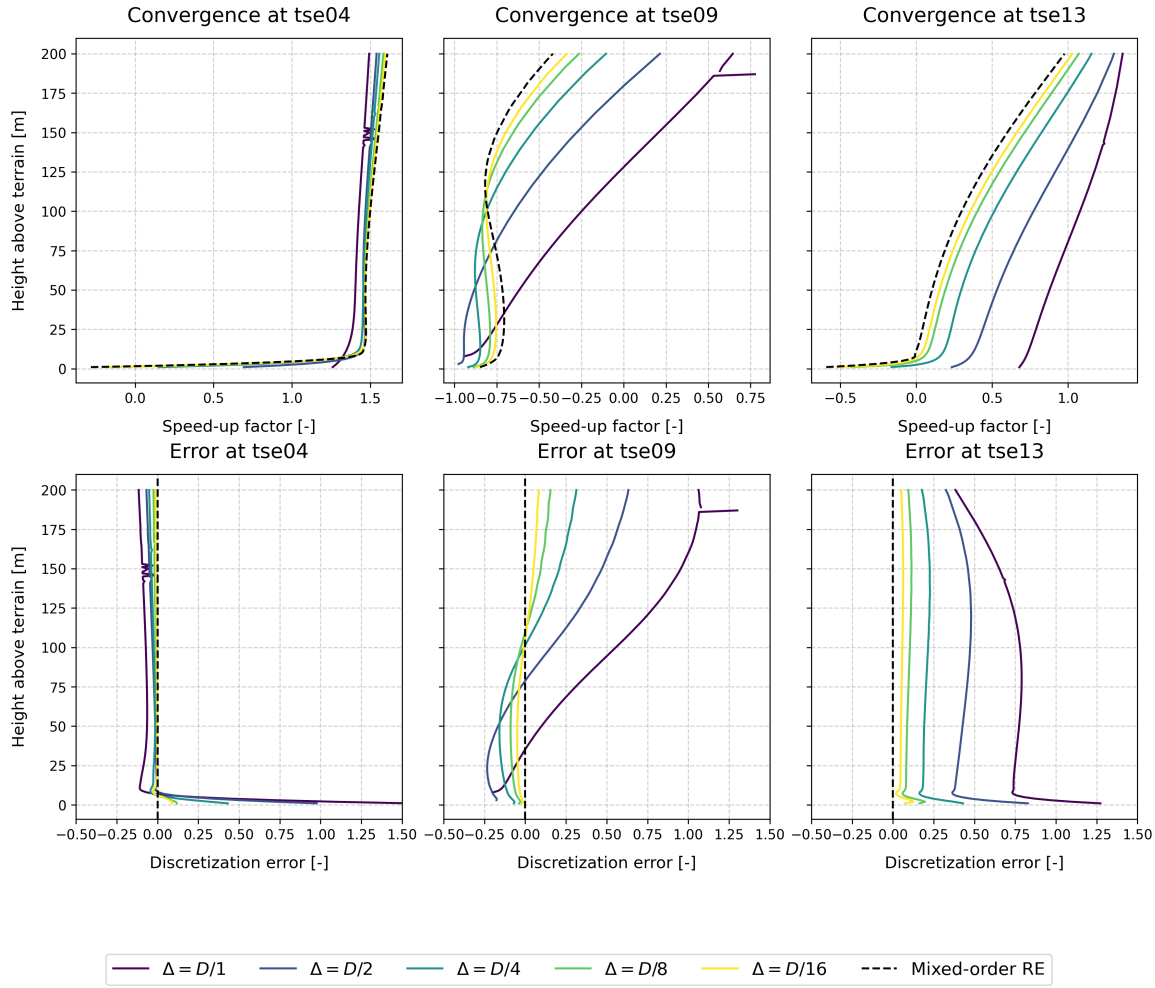 Convergence at tse04 Convergence at tse09 Convergence at tse13
Height above terrain [m]
200
175
150
125
100
75
50
25
0
0.0 0.5 1.0 1.5
−1.00 −0.75 −0.50 −0.25 0.00 0.25 0.50 0.75
−0.5 0.0 0.5 1.0
Speed-up factor [-] Speed-up factor [-] Speed-up factor [-]
Error at tse04 Error at tse09 Error at tse13
Height above terrain [m]
200
175
150
125
100
75
50
25
0
−0.50 −0.25 0.00 0.25 0.50 0.75 1.00 1.25 1.50
−0.50 −0.25 0.00 0.25 0.50 0.75 1.00 1.25 1.50
−0.50 −0.25 0.00 0.25 0.50 0.75 1.00 1.25 1.50
Discretization error [-] Discretization error [-] Discretization error [-]
Δ = D/1 Δ = D/2 Δ = D/4 Δ = D/8 Δ = D/16 Mixed-order RE